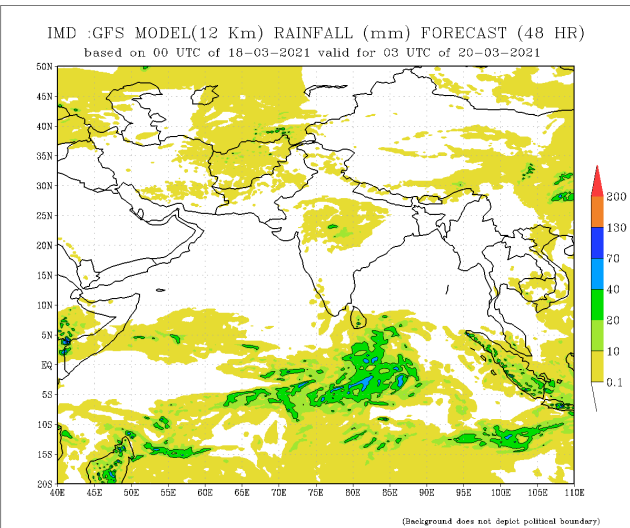 IMD :GFS MODEL(12 Km) RAINFALL (mm) FORECAST (48 HR)
based on 00 UTC of 18-03-2021 valid for 03 UTC of 20-03-2021
50N
45N
40N
35N
30N
25N
20N
15N
10N
5N
EQ
5S
10S
15S
20S
40E 45E 50E 55E 60E 65E 70E 75E 80E 85E 90E 95E 100E 105E 110E
200
130
70
40
20
10
0.1
(Background does not depict political boundary)